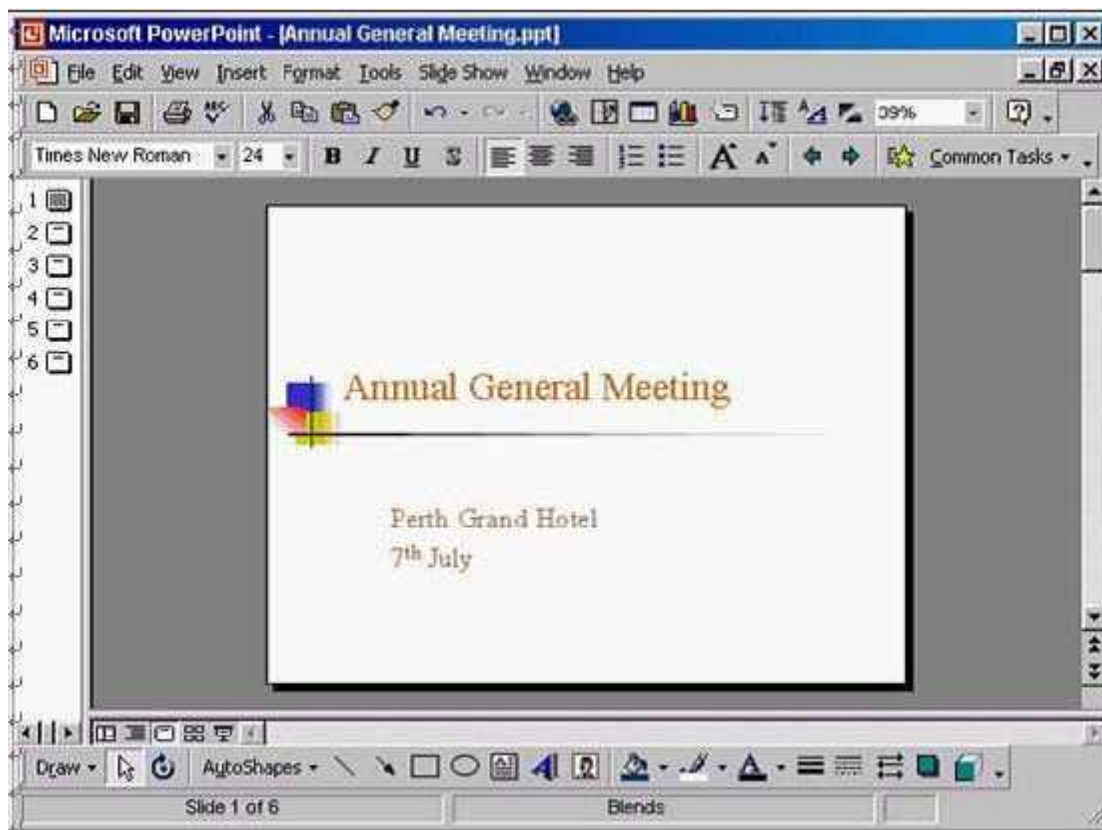 Microsoft PowerPoint - [Annual General Meeting.ppt]
File Edit View Insert Format Tools Slide Show Window Help
39%
Times New Roman 24 B I U S A A Common Tasks
1
2
3
4
5
6
Annual General Meeting
Perth Grand Hotel
7th July
Draw AutoShapes
Slide 1 of 6 Blends